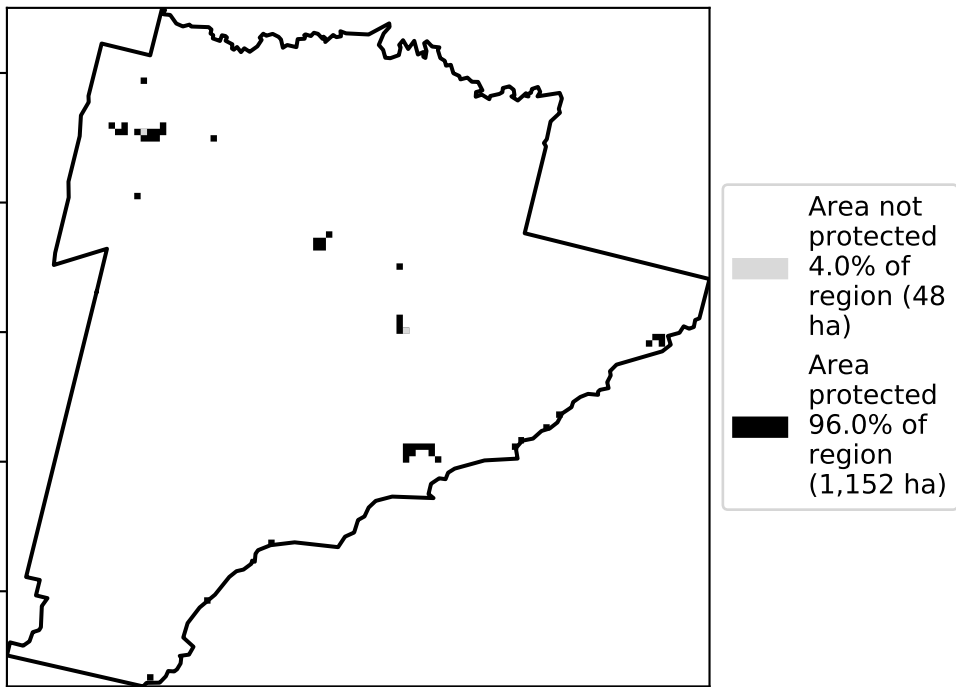 Area not
protected
4.0% of
region (48
ha)
Area
protected
96.0% of
region
(1,152 ha)